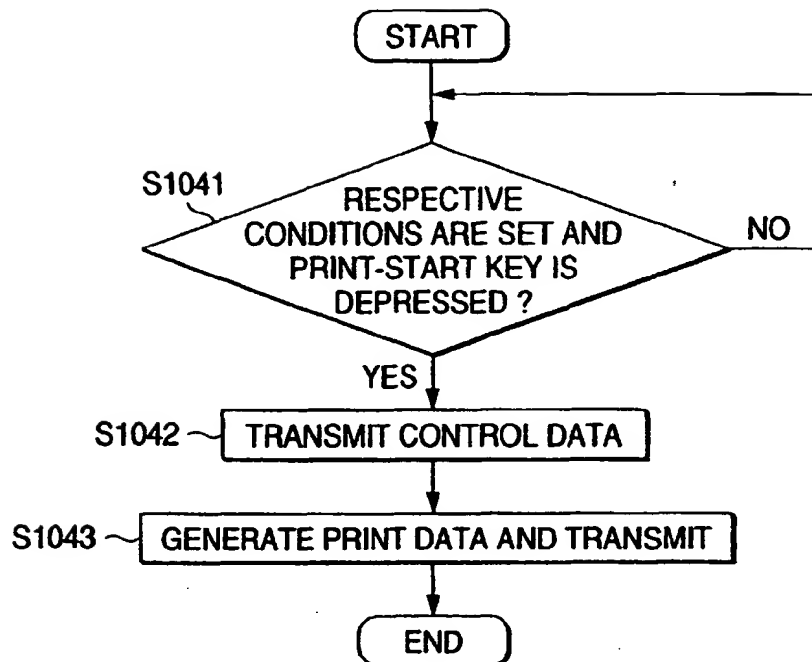 START
S1041
RESPECTIVE
CONDITIONS ARE SET AND
PRINT-START KEY IS
DEPRESSED ?
NO
YES
S1042
TRANSMIT CONTROL DATA
S1043
GENERATE PRINT DATA AND TRANSMIT
END